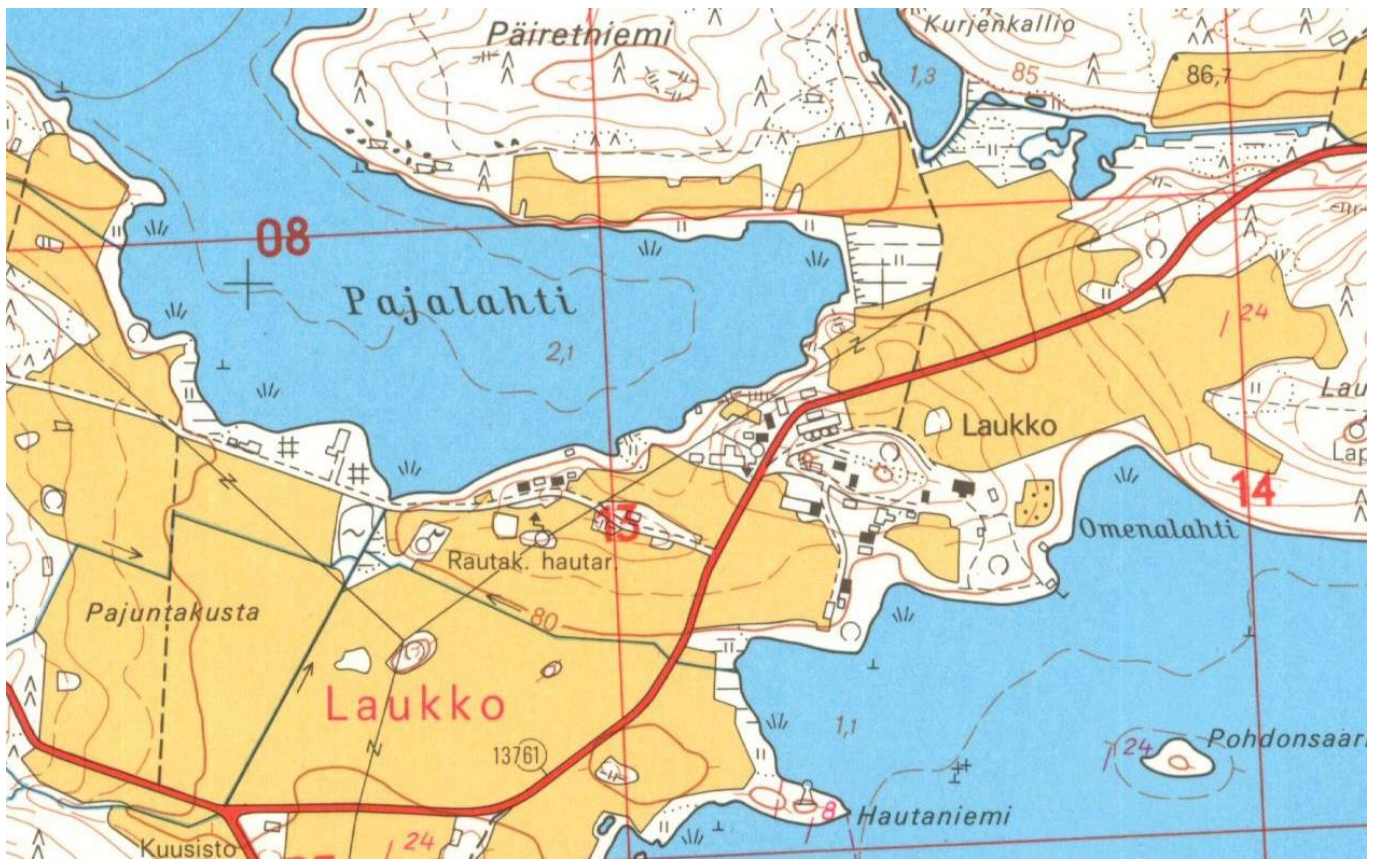 Päiretniemi
Kurjenkallio
1,3
85
86,7
08
Pajalahti
2,1
24
Laukko
Lau
Lap
14
Omenalahti
13
Rautak. hautar.
80
Pajuntakusta
Laukko
13761
1,1
24
Pohdonsaari
8
Hautaniemi
24
Kuusisto